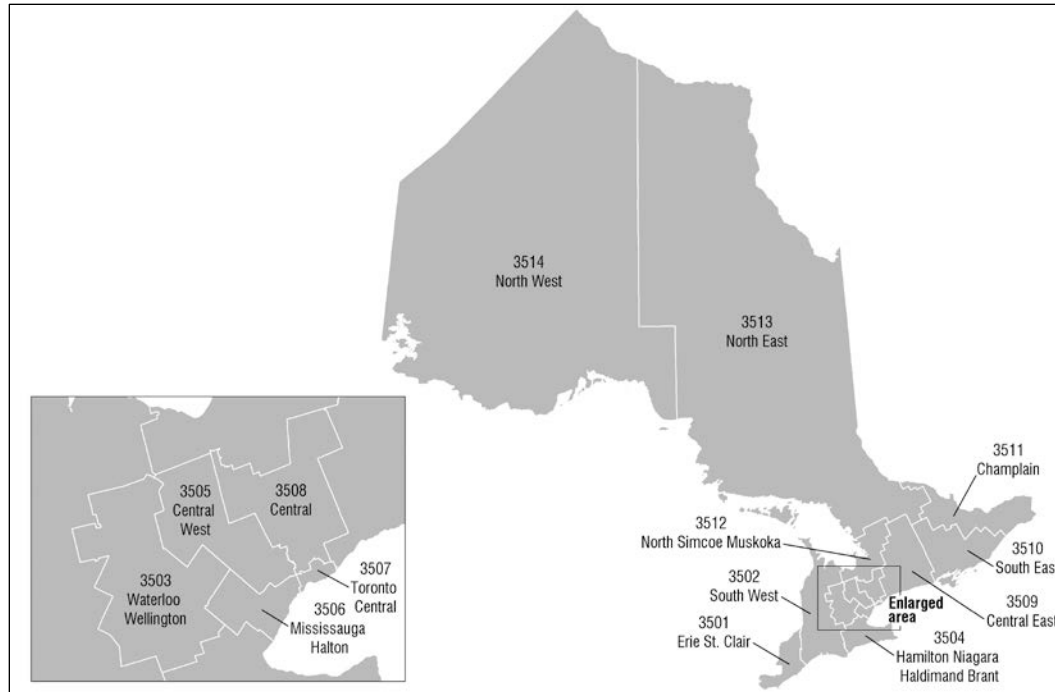 3514
North West
3513
North East
3511
Champlain
3512
North Simcoe Muskoka
3510
South East
3502
South West
3509
Central East
3501
Erie St. Clair
Enlarged
area
3504
Hamilton Niagara
Haldimand Brant
3505
Central
West
3508
Central
3503
Waterloo
Wellington
3507
Toronto
Central
3506
Mississauga
Halton